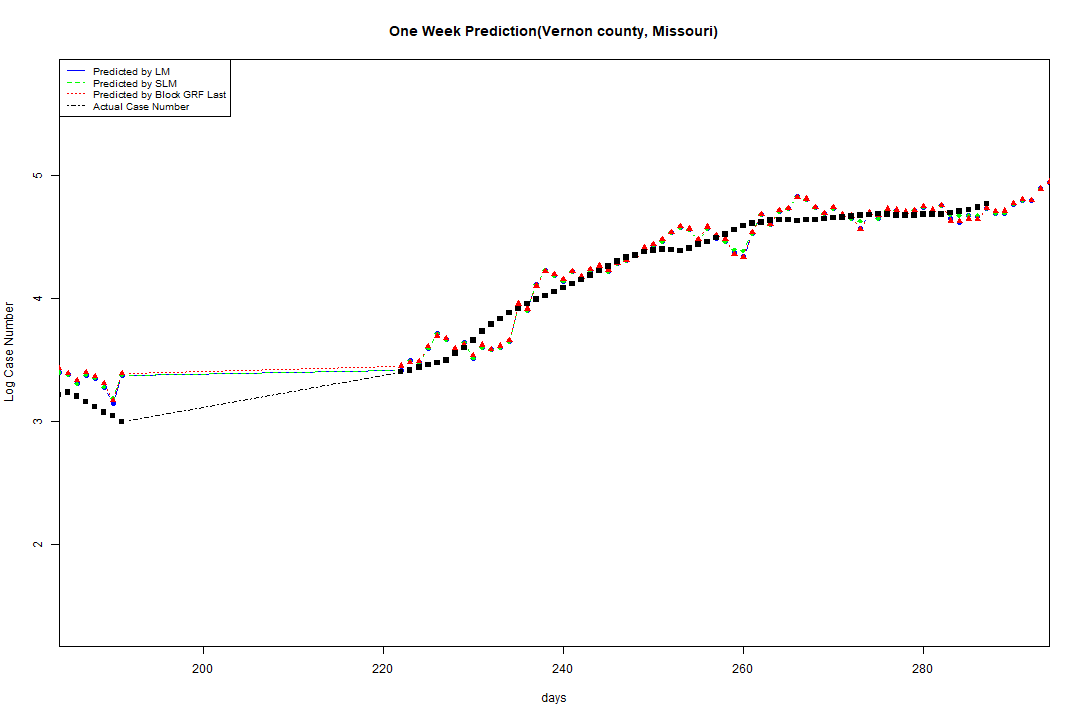 One Week Prediction(Vernon county, Missouri)
Predicted by LM
Predicted by SLM
Predicted by Block GRF Last
Actual Case Number
5
4
3
2
Log Case Number
200 220 240 260 280
days